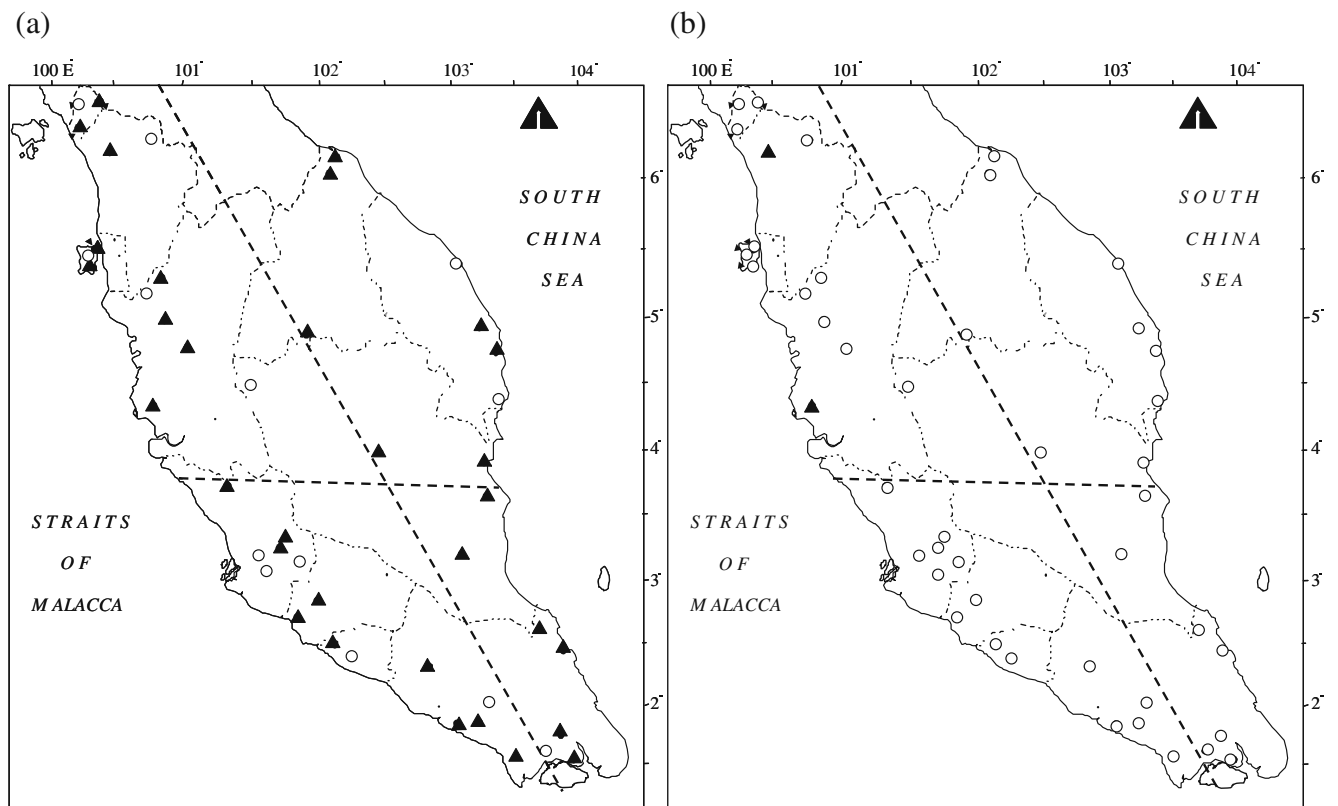 (a)
100 E- 101- 102- 103- 104-
6-
5-
4-
3-
2-
SOUTH
CHINA
SEA
STRAITS
OF
MALACCA
(b)
100 E- 101- 102- 103- 104-
6-
5-
4-
3-
2-
SOUTH
CHINA
SEA
STRAITS
OF
MALACCA